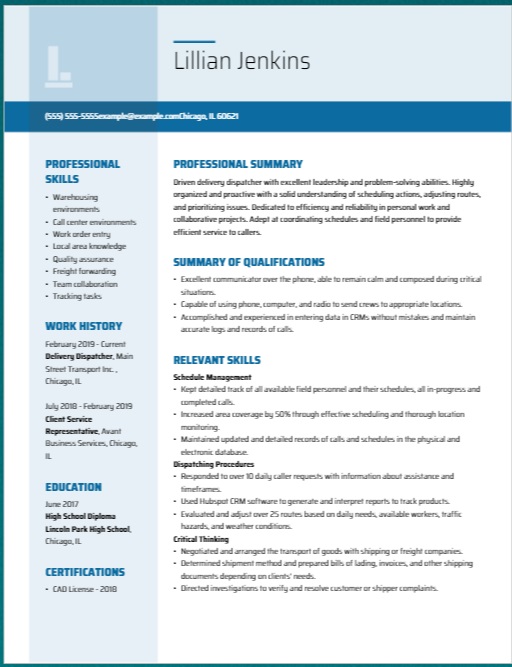 L
Lillian Jenkins
(555) 555-5555example@example.comChicago, IL 60621
PROFESSIONAL
SKILLS
• Warehousing
environments
• Call center environments
• Work order entry
• Local area knowledge
• Quality assurance
• Freight forwarding
• Team collaboration
• Tracking tasks
WORK HISTORY
February 2019 - Current
Delivery Dispatcher, Main
Street Transport Inc. ,
Chicago, IL
July 2018 - February 2019
Client Service
Representative, Avant
Business Services, Chicago,
IL
EDUCATION
June 2017
High School Diploma
Lincoln Park High School,
Chicago, IL
CERTIFICATIONS
• CAD License - 2018
PROFESSIONAL SUMMARY
Driven delivery dispatcher with excellent leadership and problem-solving abilities. Highly
organized and proactive with a solid understanding of scheduling actions, adjusting routes,
and prioritizing issues. Dedicated to efficiency and reliability in personal work and
collaborative projects. Adept at coordinating schedules and field personnel to provide
efficient service to callers.
SUMMARY OF QUALIFICATIONS
• Excellent communicator over the phone, able to remain calm and composed during critical
situations.
• Capable of using phone, computer, and radio to send crews to appropriate locations.
• Accomplished and experienced in entering data in CRMs without mistakes and maintain
accurate logs and records of calls.
RELEVANT SKILLS
Schedule Management
• Kept detailed track of all available field personnel and their schedules, all in-progress and
completed calls.
• Increased area coverage by 50% through effective scheduling and thorough location
monitoring.
• Maintained updated and detailed records of calls and schedules in the physical and
electronic database.
Dispatching Procedures
• Responded to over 10 daily caller requests with information about assistance and
timeframes.
• Used Hubspot CRM software to generate and interpret reports to track products.
• Evaluated and adjust over 25 routes based on daily needs, available workers, traffic
hazards, and weather conditions.
Critical Thinking
• Negotiated and arranged the transport of goods with shipping or freight companies.
• Determined shipment method and prepared bills of lading, invoices, and other shipping
documents depending on clients' needs.
• Directed investigations to verify and resolve customer or shipper complaints.